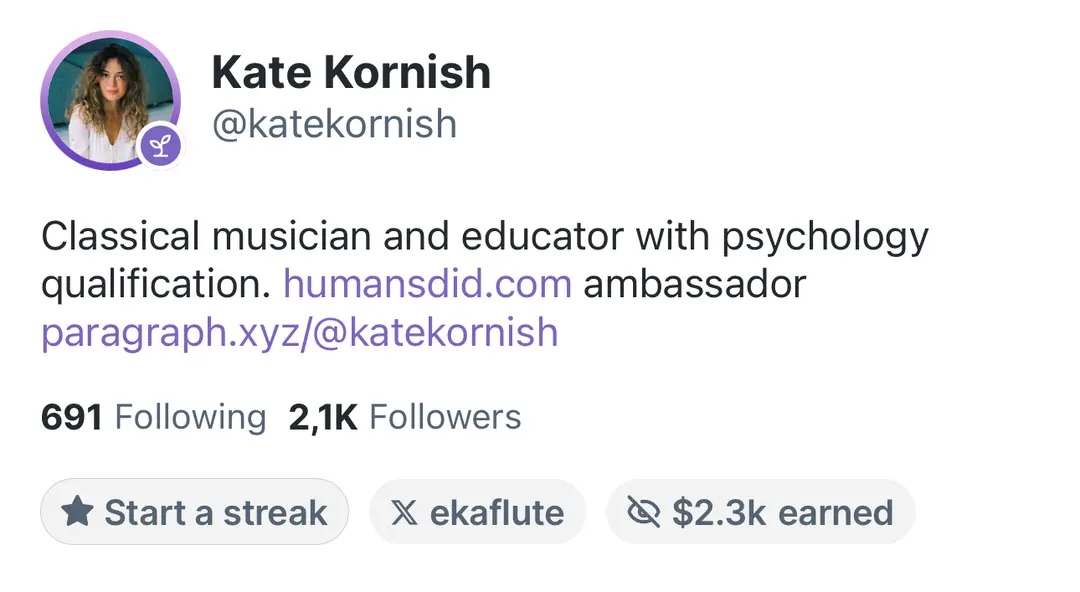 Kate Kornish
@katekornish
Classical musician and educator with psychology
qualification. humansdid.com ambassador
paragraph.xyz/@katekornish
691 Following 2,1K Followers
Start a streak
ekaflute
$2.3k earned